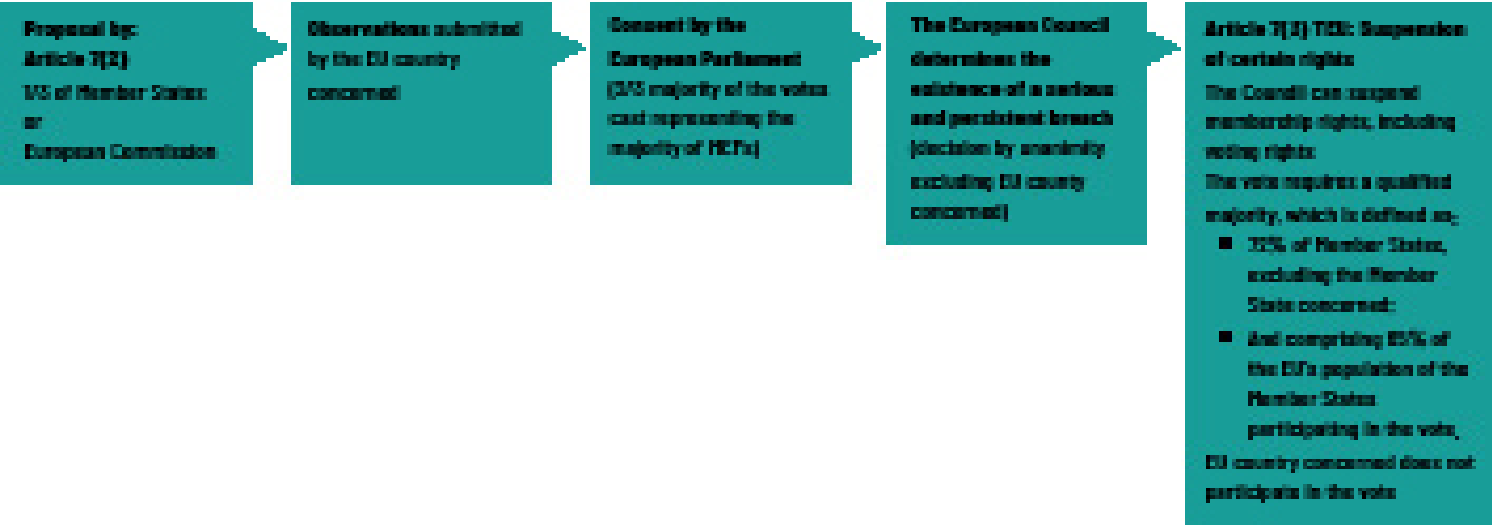 Proposal by:
Article 7(2)
1/3 of Member States
or
European Commission
Observations submitted
by the EU country
concerned
Consent by the
European Parliament
(2/3 majority of the votes
cast representing the
majority of MEPs)
The European Council
determines the
existence of a serious
and persistent breach
(decision by unanimity
excluding EU county
concerned)
Article 7(3) TEU: Suspension
of certain rights
The Council can suspend
membership rights, including
voting rights
The vote requires a qualified
majority, which is defined as:
▪ 72% of Member States,
excluding the Member
State concerned;
▪ And comprising 65% of
the EU's population of the
Member States
participating in the vote.
EU country concerned does not
participate in the vote